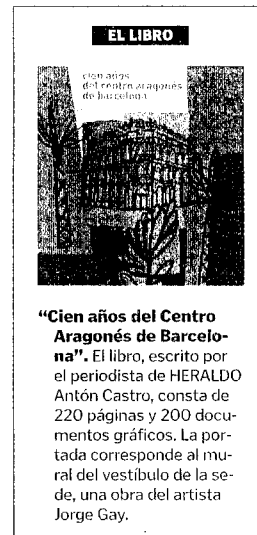 EL LIBRO
cien años
del centro aragonés
de barcelona
“Cien años del Centro
Aragonés de Barcelo-
na”. El libro, escrito por
el periodista de HERALDO
Antón Castro, consta de
220 páginas y 200 docu-
mentos gráficos. La por-
tada corresponde al mu-
ral del vestíbulo de la se-
de, una obra del artista
Jorge Gay.